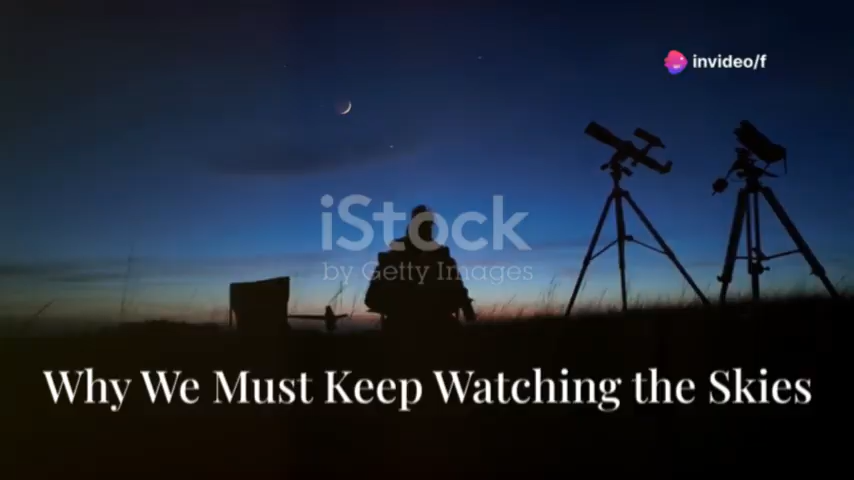 invideo/f
iStock
by Getty Images
Why We Must Keep Watching the Skies